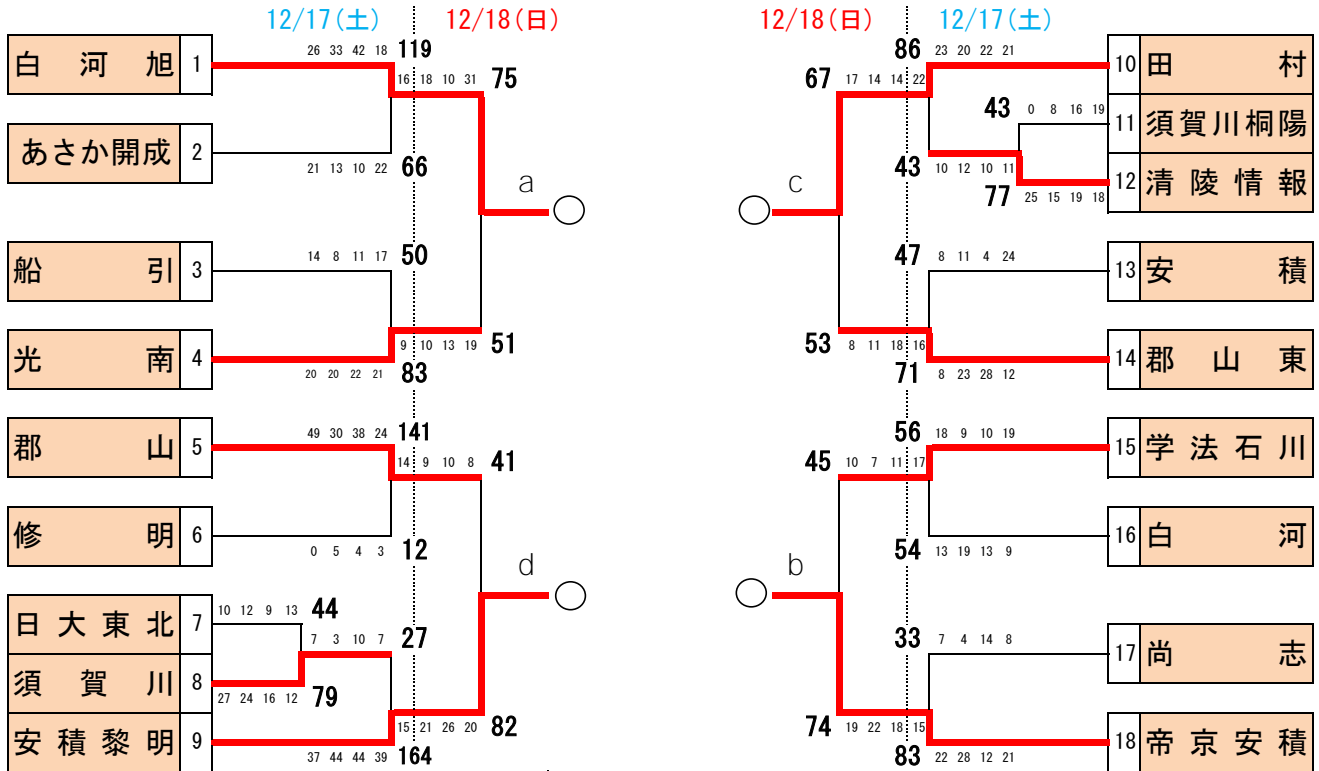 12/17(土) 12/18(日) 12/18(日) 12/17(土)
白河旭 1 26 33 42 18 119
16 18 10 31 75
あさか開成 2 21 13 10 22 66
a
船引 3 14 8 11 17 50
9 10 13 19 51
光南 4 20 20 22 21 83
郡山 5 49 30 38 24 141
14 9 10 8 41
修明 6 0 5 4 3 12
d
日大東北 7 10 12 9 13 44
7 3 10 7 27
須賀川 8 27 24 16 12 79
15 21 26 20 82
安積黎明 9 37 44 44 39 164
86 23 20 22 21 10 田村
67 17 14 14 22
43 0 8 16 19 11 須賀川桐陽
43 10 12 10 11
77 25 15 19 18 12 清陵情報
c
47 8 11 4 24 13 安積
53 8 11 18 16
71 8 23 28 12 14 郡山東
56 18 9 10 19 15 学法石川
45 10 7 11 17
54 13 19 13 9 16 白河
b
33 7 4 14 8 17 尚志
74 19 22 18 15
83 22 28 12 21 18 帝京安積